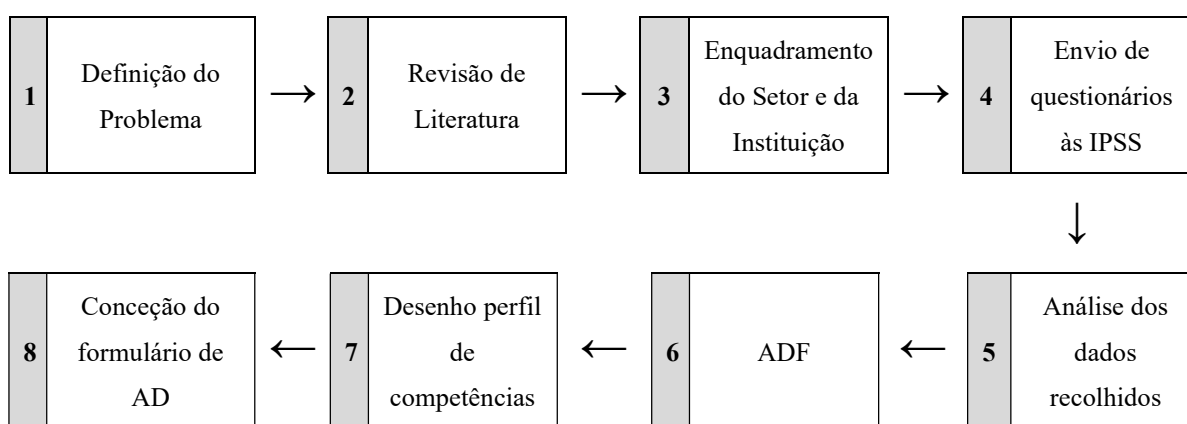 1
Definição do
Problema
→
2
Revisão de
Literatura
→
3
Enquadramento
do Setor e da
Instituição
→
4
Envio de
questionários
às IPSS
↓
5
Análise dos
dados
recolhidos
←
6
ADF
←
7
Desenho perfil
de
competências
←
8
Conceção do
formulário de
AD